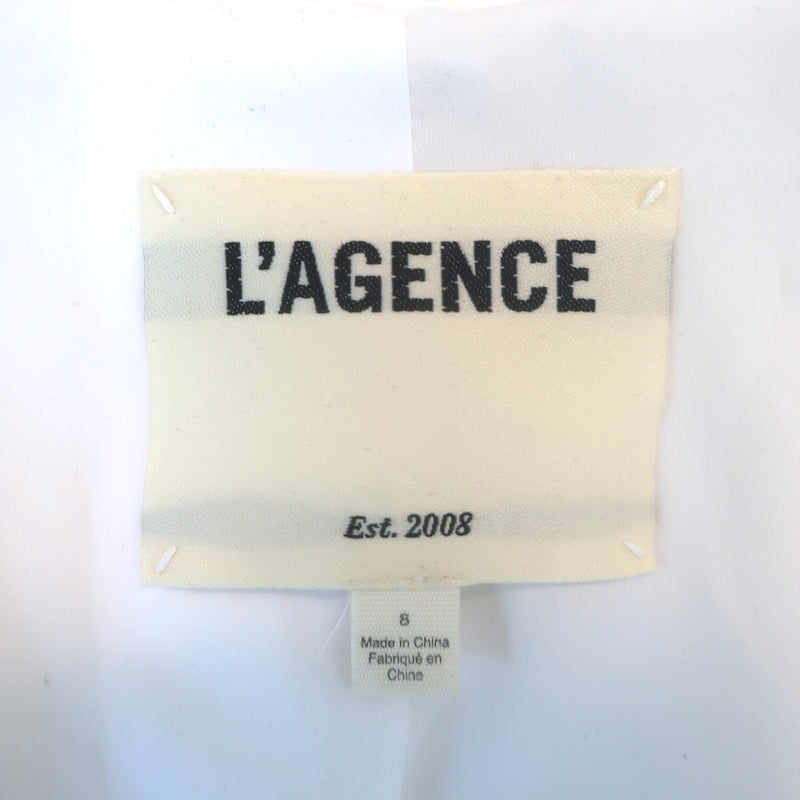 L'AGENCE
Est. 2008
8
Made in China
Fabriqué en
Chine